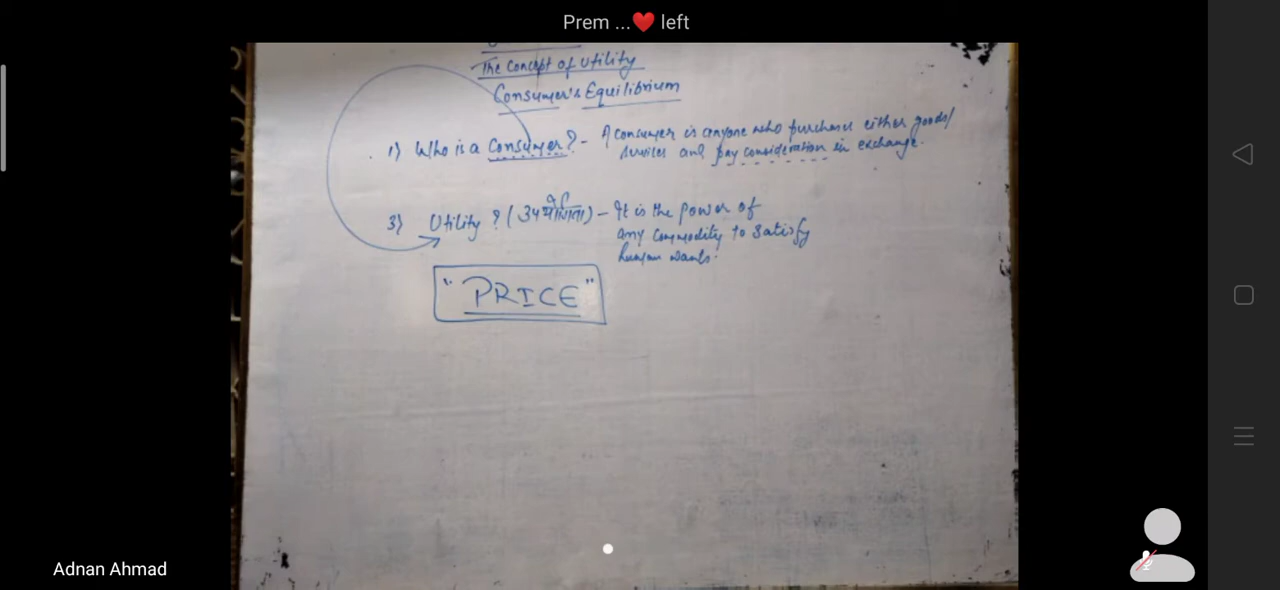 Prem ...❤️ left
The Concept of Utility
Consumer's Equilibrium
1) Who is a Consumer? - A consumer is anyone who purchases either goods/
services and pay consideration in exchange.
3) Utility ? (उपयोगिता) - It is the power of
any commodity to satisfy
human wants.
"PRICE"
Adnan Ahmad